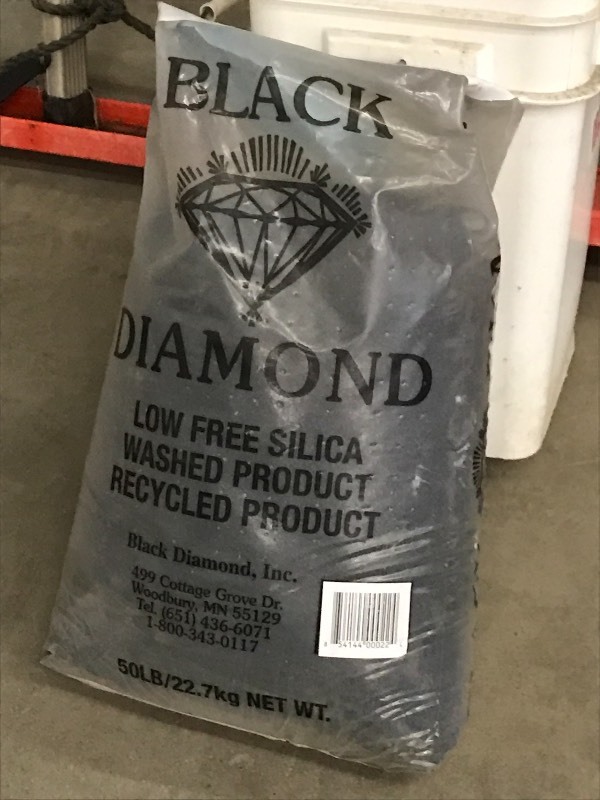 BLACK
DIAMOND
LOW FREE SILICA
WASHED PRODUCT
RECYCLED PRODUCT
Black Diamond, Inc.
499 Cottage Grove Dr.
Woodbury, MN 55129
Tel. (651) 436-6071
1-800-343-0117
50LB/22.7kg NET WT.